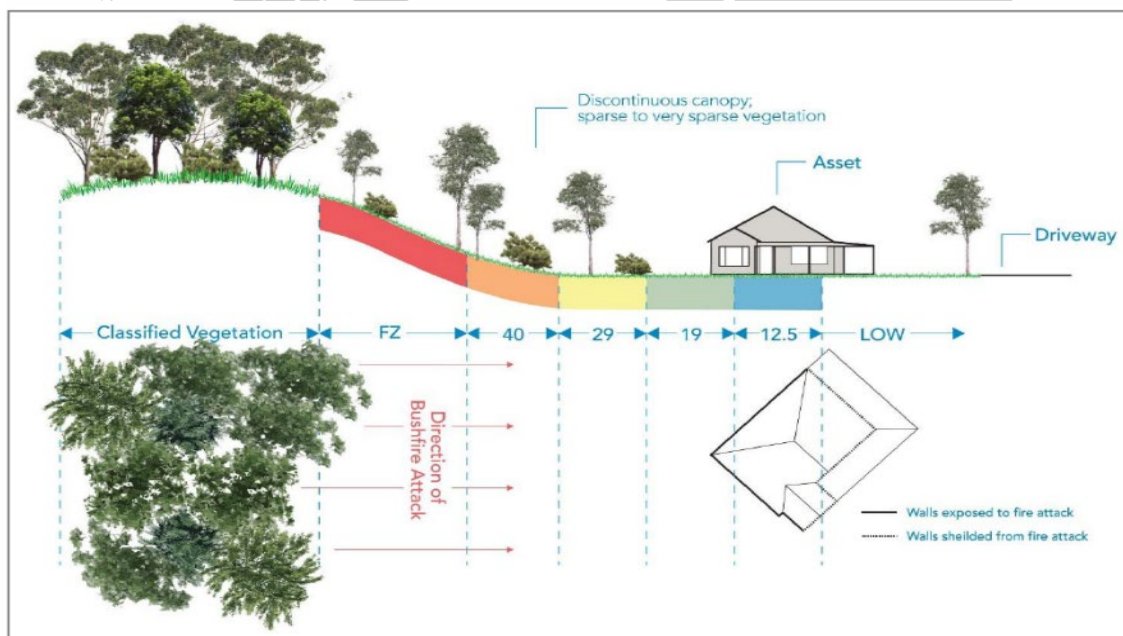 Discontinuous canopy;
sparse to very sparse vegetation
Asset
Driveway
Classified Vegetation
FZ
40
29
19
12.5
LOW
Direction of
Bushfire Attack
Walls exposed to fire attack
Walls sheilded from fire attack